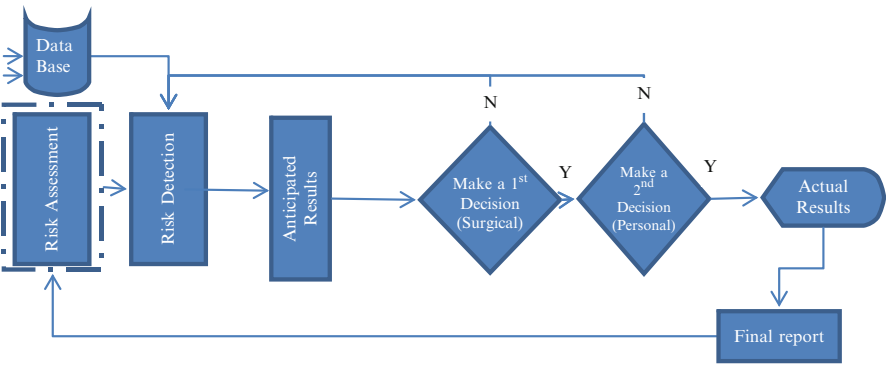 Data
Base
Risk Assessment
Risk Detection
Anticipated
Results
N
Make a 1st
Decision
(Surgical)
Y
N
Make a
2nd
Decision
(Personal)
Y
Actual
Results
Final report